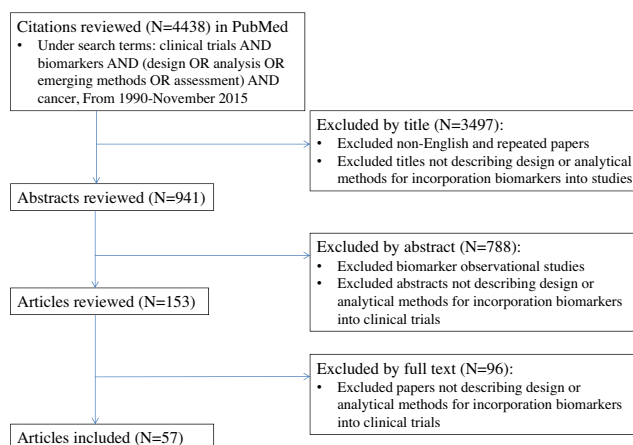 Citations reviewed (N=4438) in PubMed
• Under search terms: clinical trials AND
biomarkers AND (design OR analysis OR
emerging methods OR assessment) AND
cancer, From 1990-November 2015
Excluded by title (N=3497):
• Excluded non-English and repeated papers
• Excluded titles not describing design or analytical
methods for incorporation biomarkers into studies
Abstracts reviewed (N=941)
Excluded by abstract (N=788):
• Excluded biomarker observational studies
• Excluded abstracts not describing design or
analytical methods for incorporation biomarkers
into clinical trials
Articles reviewed (N=153)
Excluded by full text (N=96):
• Excluded papers not describing design or
analytical methods for incorporation biomarkers
into clinical trials
Articles included (N=57)